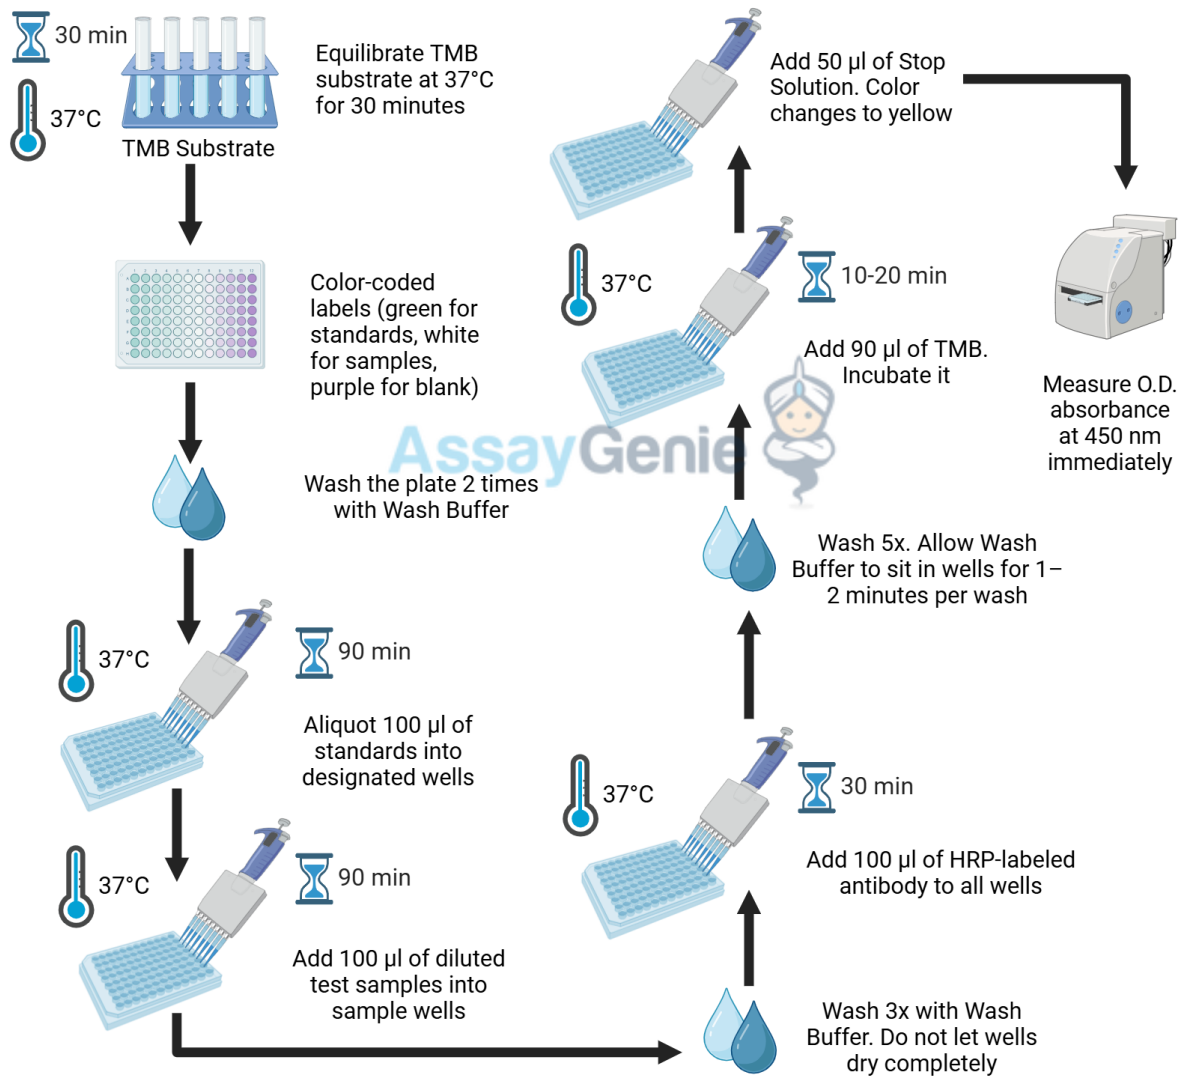 30 min
37°C
TMB Substrate
Equilibrate TMB
substrate at 37°C
for 30 minutes
Color-coded
labels (green for
standards, white
for samples,
purple for blank)
Wash the plate 2 times
with Wash Buffer
37°C
90 min
Aliquot 100 µl of
standards into
designated wells
37°C
90 min
Add 100 µl of diluted
test samples into
sample wells
Wash 3x with Wash
Buffer. Do not let wells
dry completely
37°C
30 min
Add 100 µl of HRP-labeled
antibody to all wells
Wash 5x. Allow Wash
Buffer to sit in wells for 1–
2 minutes per wash
37°C
10-20 min
Add 90 µl of TMB.
Incubate it
Add 50 µl of Stop
Solution. Color
changes to yellow
Measure O.D.
absorbance
at 450 nm
immediately
AssayGenie